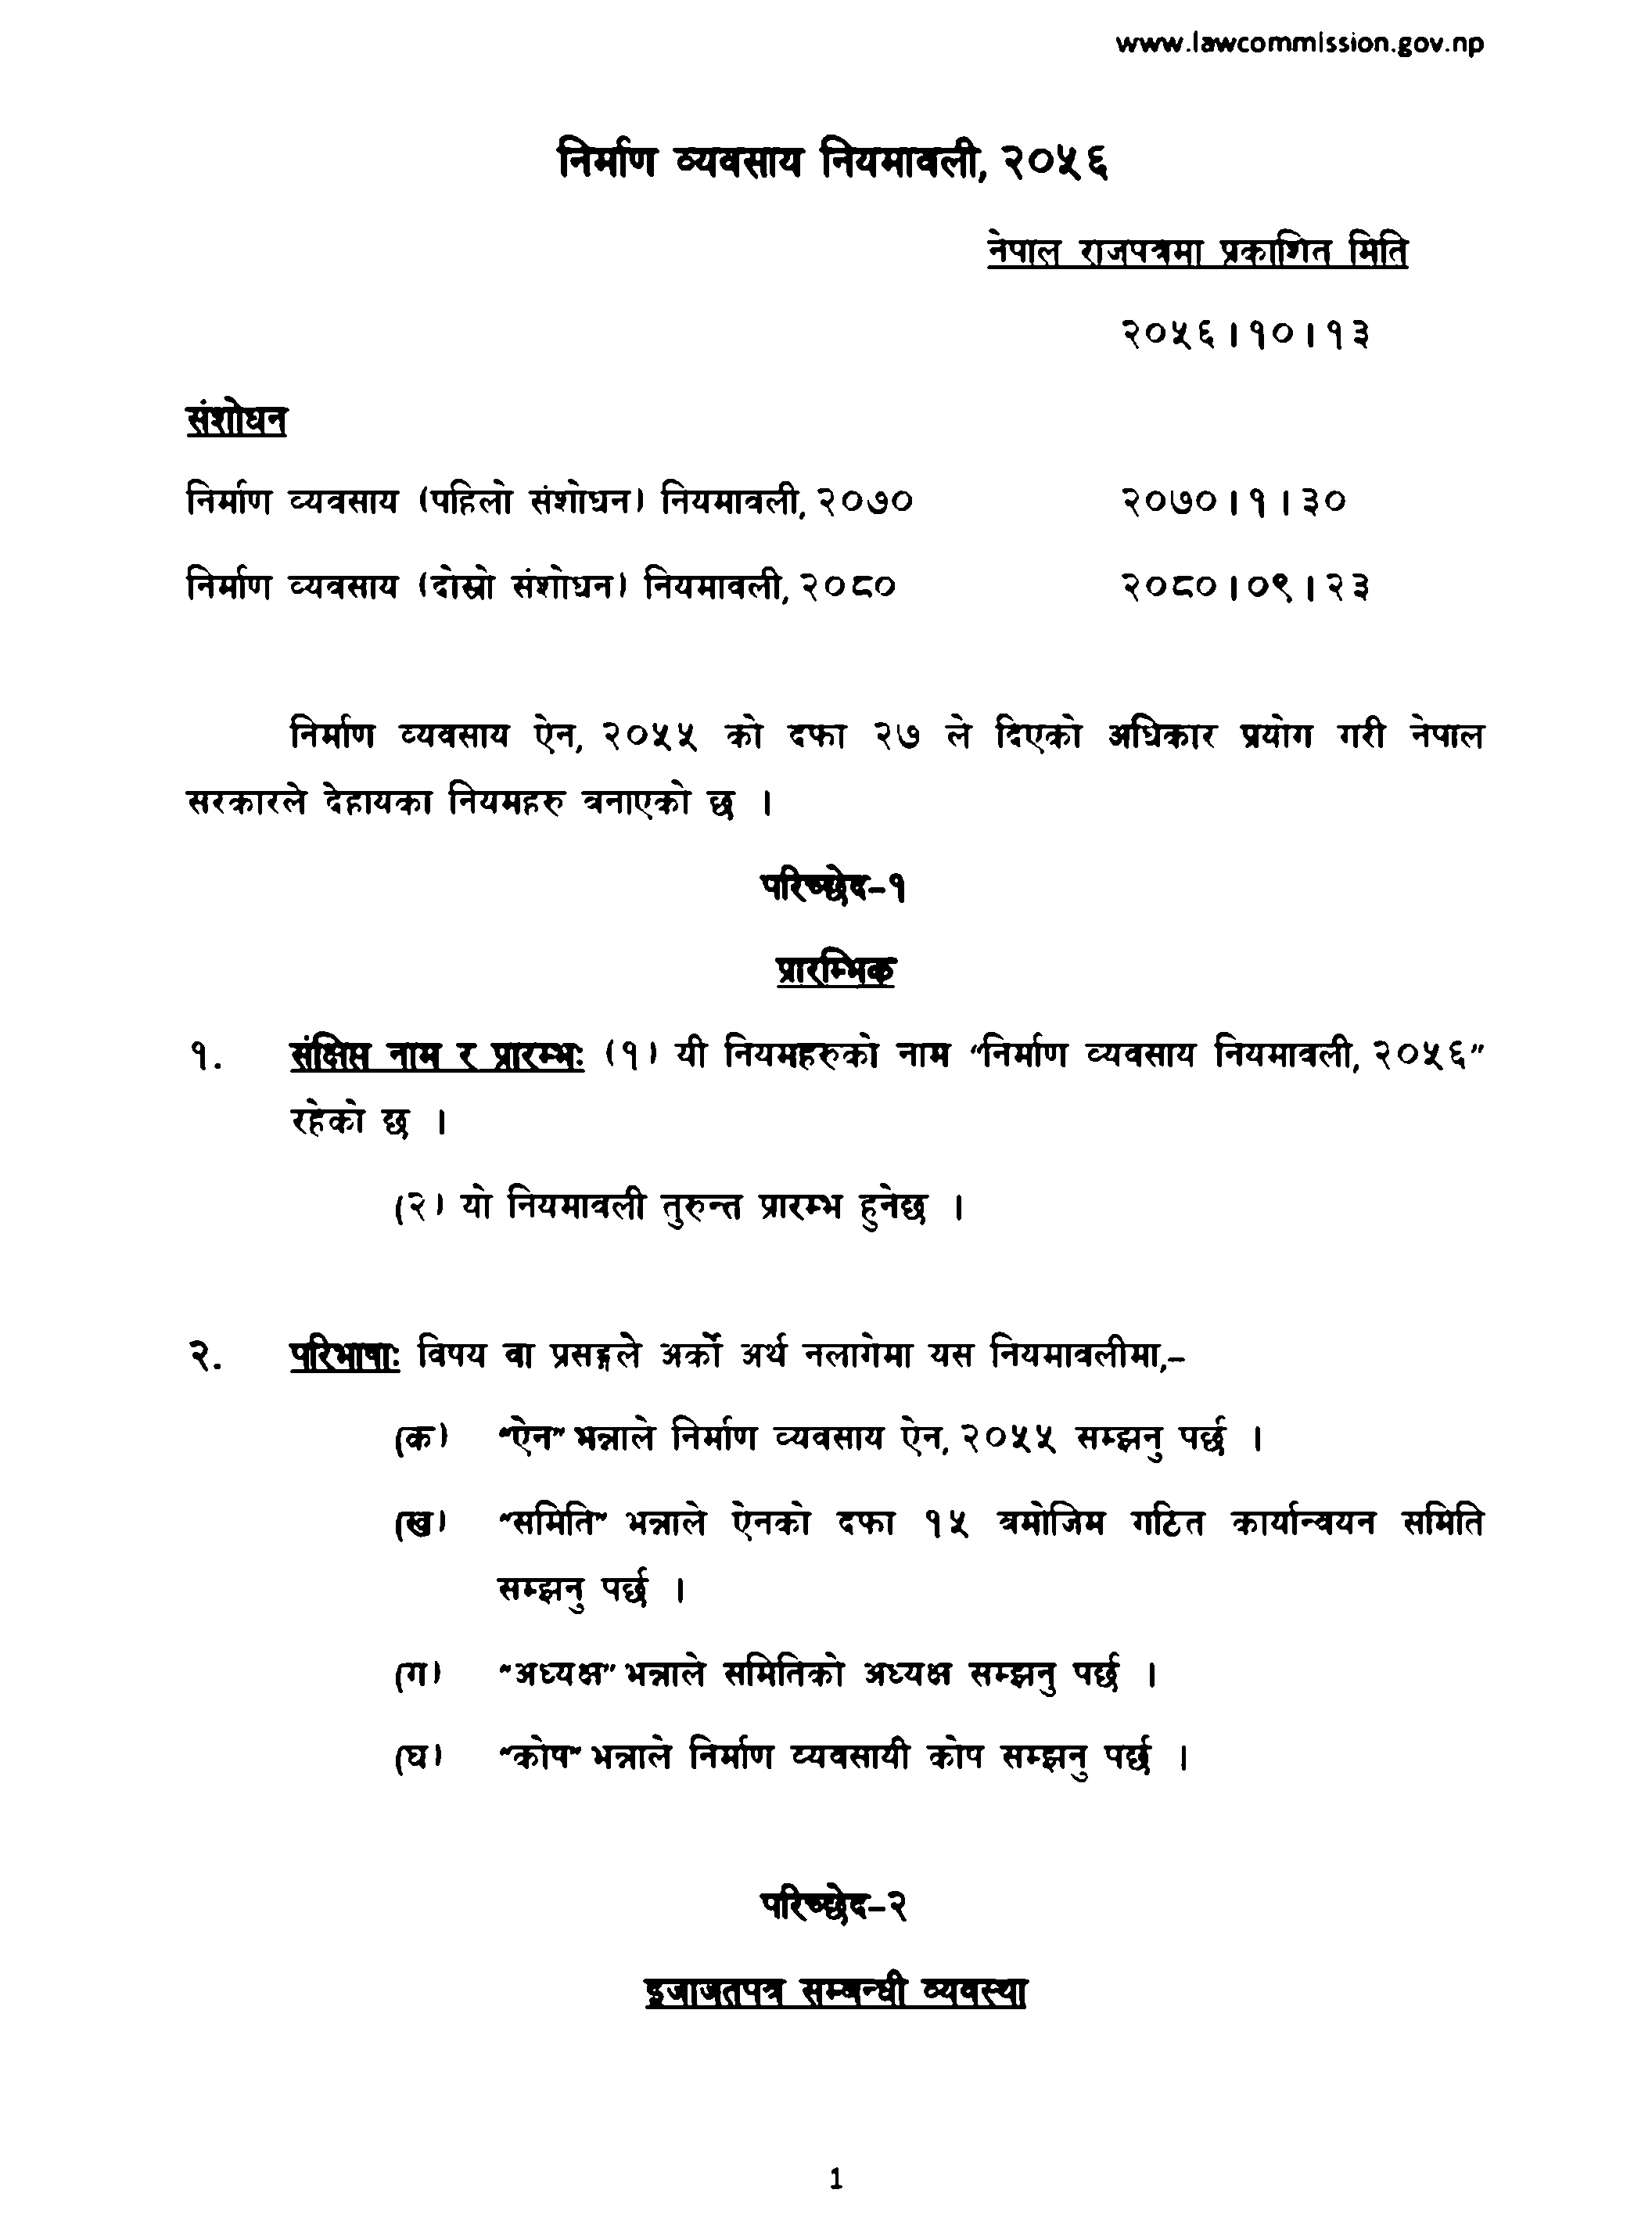 www.lawcommission.gov.np
निर्माण व्यवसाय नियमावली, २०५६
नेपाल राजपत्रमा प्रकाशित मिति
२०५६।१०।१३
संशोधन
निर्माण व्यवसाय (पहिलो संशोधन) नियमावली, २०७० २०७०।१।३०
निर्माण व्यवसाय (दोस्रो संशोधन) नियमावली, २०८० २०८०।०९।२३
निर्माण व्यवसाय ऐन, २०५५ को दफा २७ ले दिएको अधिकार प्रयोग गरी नेपाल
सरकारले देहायका नियमहरु बनाएको छ ।
परिच्छेद–१
प्रारम्भिक
१. संक्षिप्त नाम र प्रारम्भः (१) यी नियमहरुको नाम “निर्माण व्यवसाय नियमावली, २०५६”
रहेको छ ।
(२) यो नियमावली तुरुन्त प्रारम्भ हुनेछ ।
२. परिभाषाः विषय वा प्रसङ्गले अर्को अर्थ नलागेमा यस नियमावलीमा,–
(क) “ऐन” भन्नाले निर्माण व्यवसाय ऐन, २०५५ सम्झनु पर्छ ।
(ख) “समिति” भन्नाले ऐनको दफा १५ बमोजिम गठित कार्यान्वयन समिति
सम्झनु पर्छ ।
(ग) “अध्यक्ष” भन्नाले समितिको अध्यक्ष सम्झनु पर्छ ।
(घ) “कोष” भन्नाले निर्माण व्यवसायी कोष सम्झनु पर्छ ।
परिच्छेद–२
इजाजतपत्र सम्बन्धी व्यवस्था
1